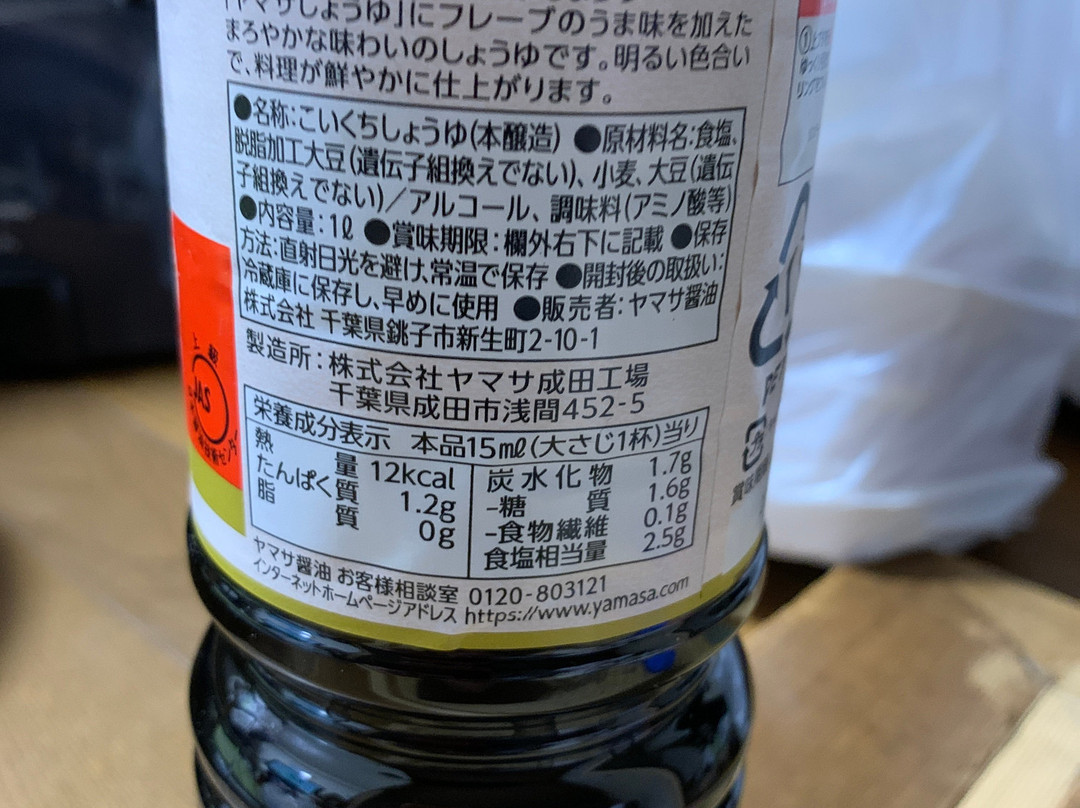 「ヤマサしょうゆ」にフレーブのうま味を加えた
まろやかな味わいのしょうゆです。明るい色合い
で、料理が鮮やかに仕上がります。
●名称:こいくちしょうゆ(本醸造) ●原材料名:食塩、
脱脂加工大豆(遺伝子組換えでない)、小麦、大豆(遺伝
子組換えでない)/アルコール、調味料(アミノ酸等)
●内容量:1ℓ ●賞味期限:欄外右下に記載 ●保存
方法:直射日光を避け、常温で保存 ●開封後の取扱い:
冷蔵庫に保存し、早めに使用 ●販売者:ヤマサ醤油
株式会社 千葉県銚子市新生町2-10-1
製造所:株式会社ヤマサ成田工場
千葉県成田市浅間452-5
栄養成分表示 本品15mℓ(大さじ1杯)当り
熱量 12kcal
たんぱく質 1.2g
脂質 0g
炭水化物 1.7g
-糖質 1.6g
-食物繊維 0.1g
食塩相当量 2.5g
ヤマサ醤油 お客様相談室 0120-803121
インターネットホームページアドレス https://www.yamasa.com
上級
JAS